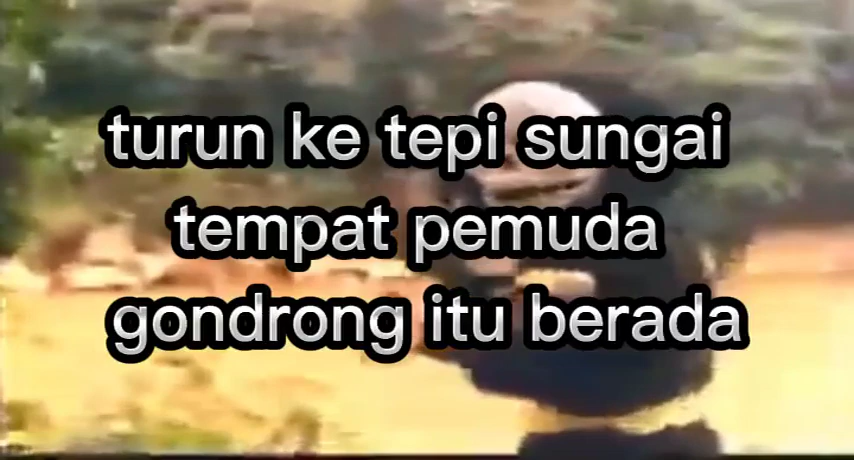 turun ke tepi sungai
tempat pemuda
gondrong itu berada